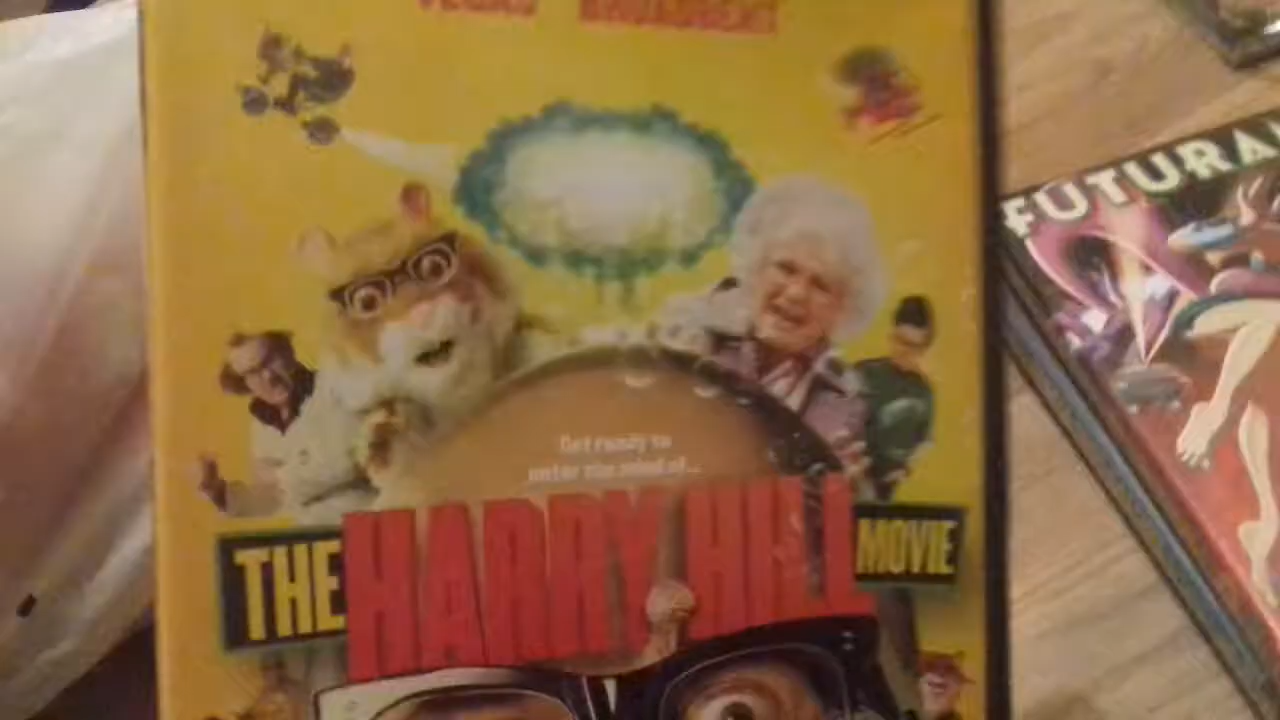 Get ready to
enter the mind of...
THE HARRY HILL MOVIE
FUTURA